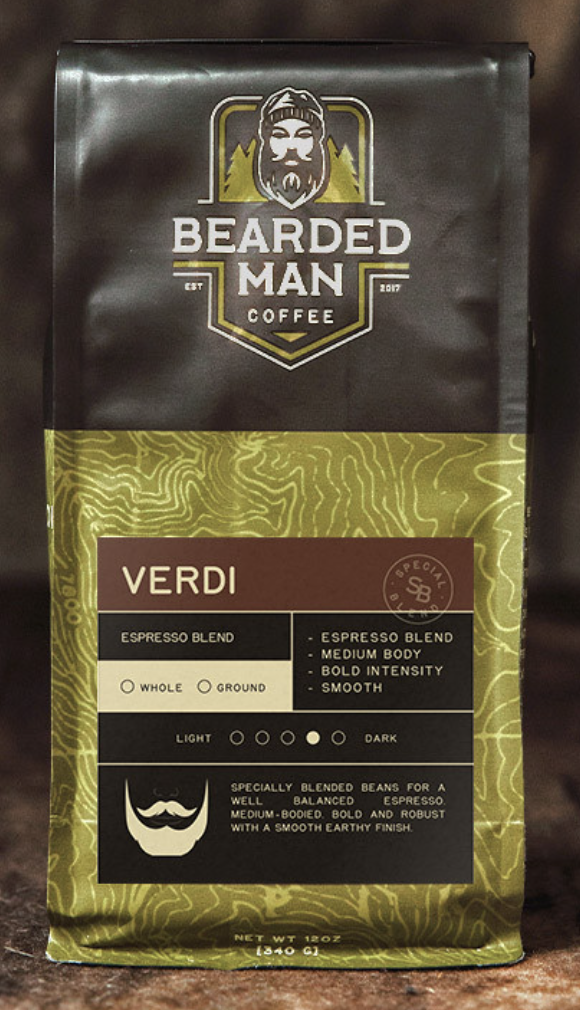 BEARDED
MAN
EST 2017
COFFEE
VERDI
SPECIAL
SB
BLEND
ESPRESSO BLEND
WHOLE GROUND
- ESPRESSO BLEND
- MEDIUM BODY
- BOLD INTENSITY
- SMOOTH
LIGHT DARK
SPECIALLY BLENDED BEANS FOR A
WELL BALANCED ESPRESSO.
MEDIUM-BODIED, BOLD AND ROBUST
WITH A SMOOTH EARTHY FINISH.
7600
NET WT 12OZ
[340 G]